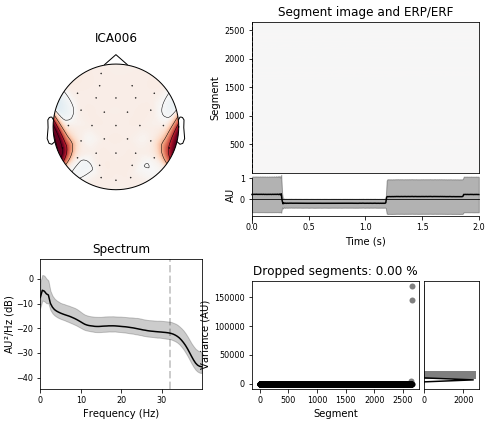 ICA006
Segment image and ERP/ERF
Segment
2500
2000
1500
1000
500
AU
1
0
0.0 0.5 1.0 1.5 2.0
Time (s)
Spectrum
AU²/Hz (dB)
0
−10
−20
−30
−40
0 10 20 30
Frequency (Hz)
Dropped segments: 0.00 %
Variance (AU)
150000
100000
50000
0
0 500 1000 1500 2000 2500
Segment
0 2000